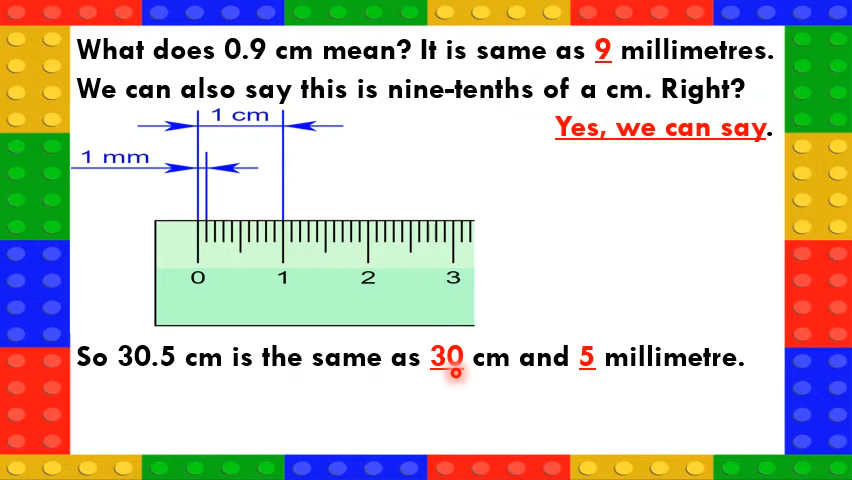 What does 0.9 cm mean? It is same as 9 millimetres.
We can also say this is nine-tenths of a cm. Right?
Yes, we can say.
1 cm
1 mm
0 1 2 3
So 30.5 cm is the same as 30 cm and 5 millimetre.